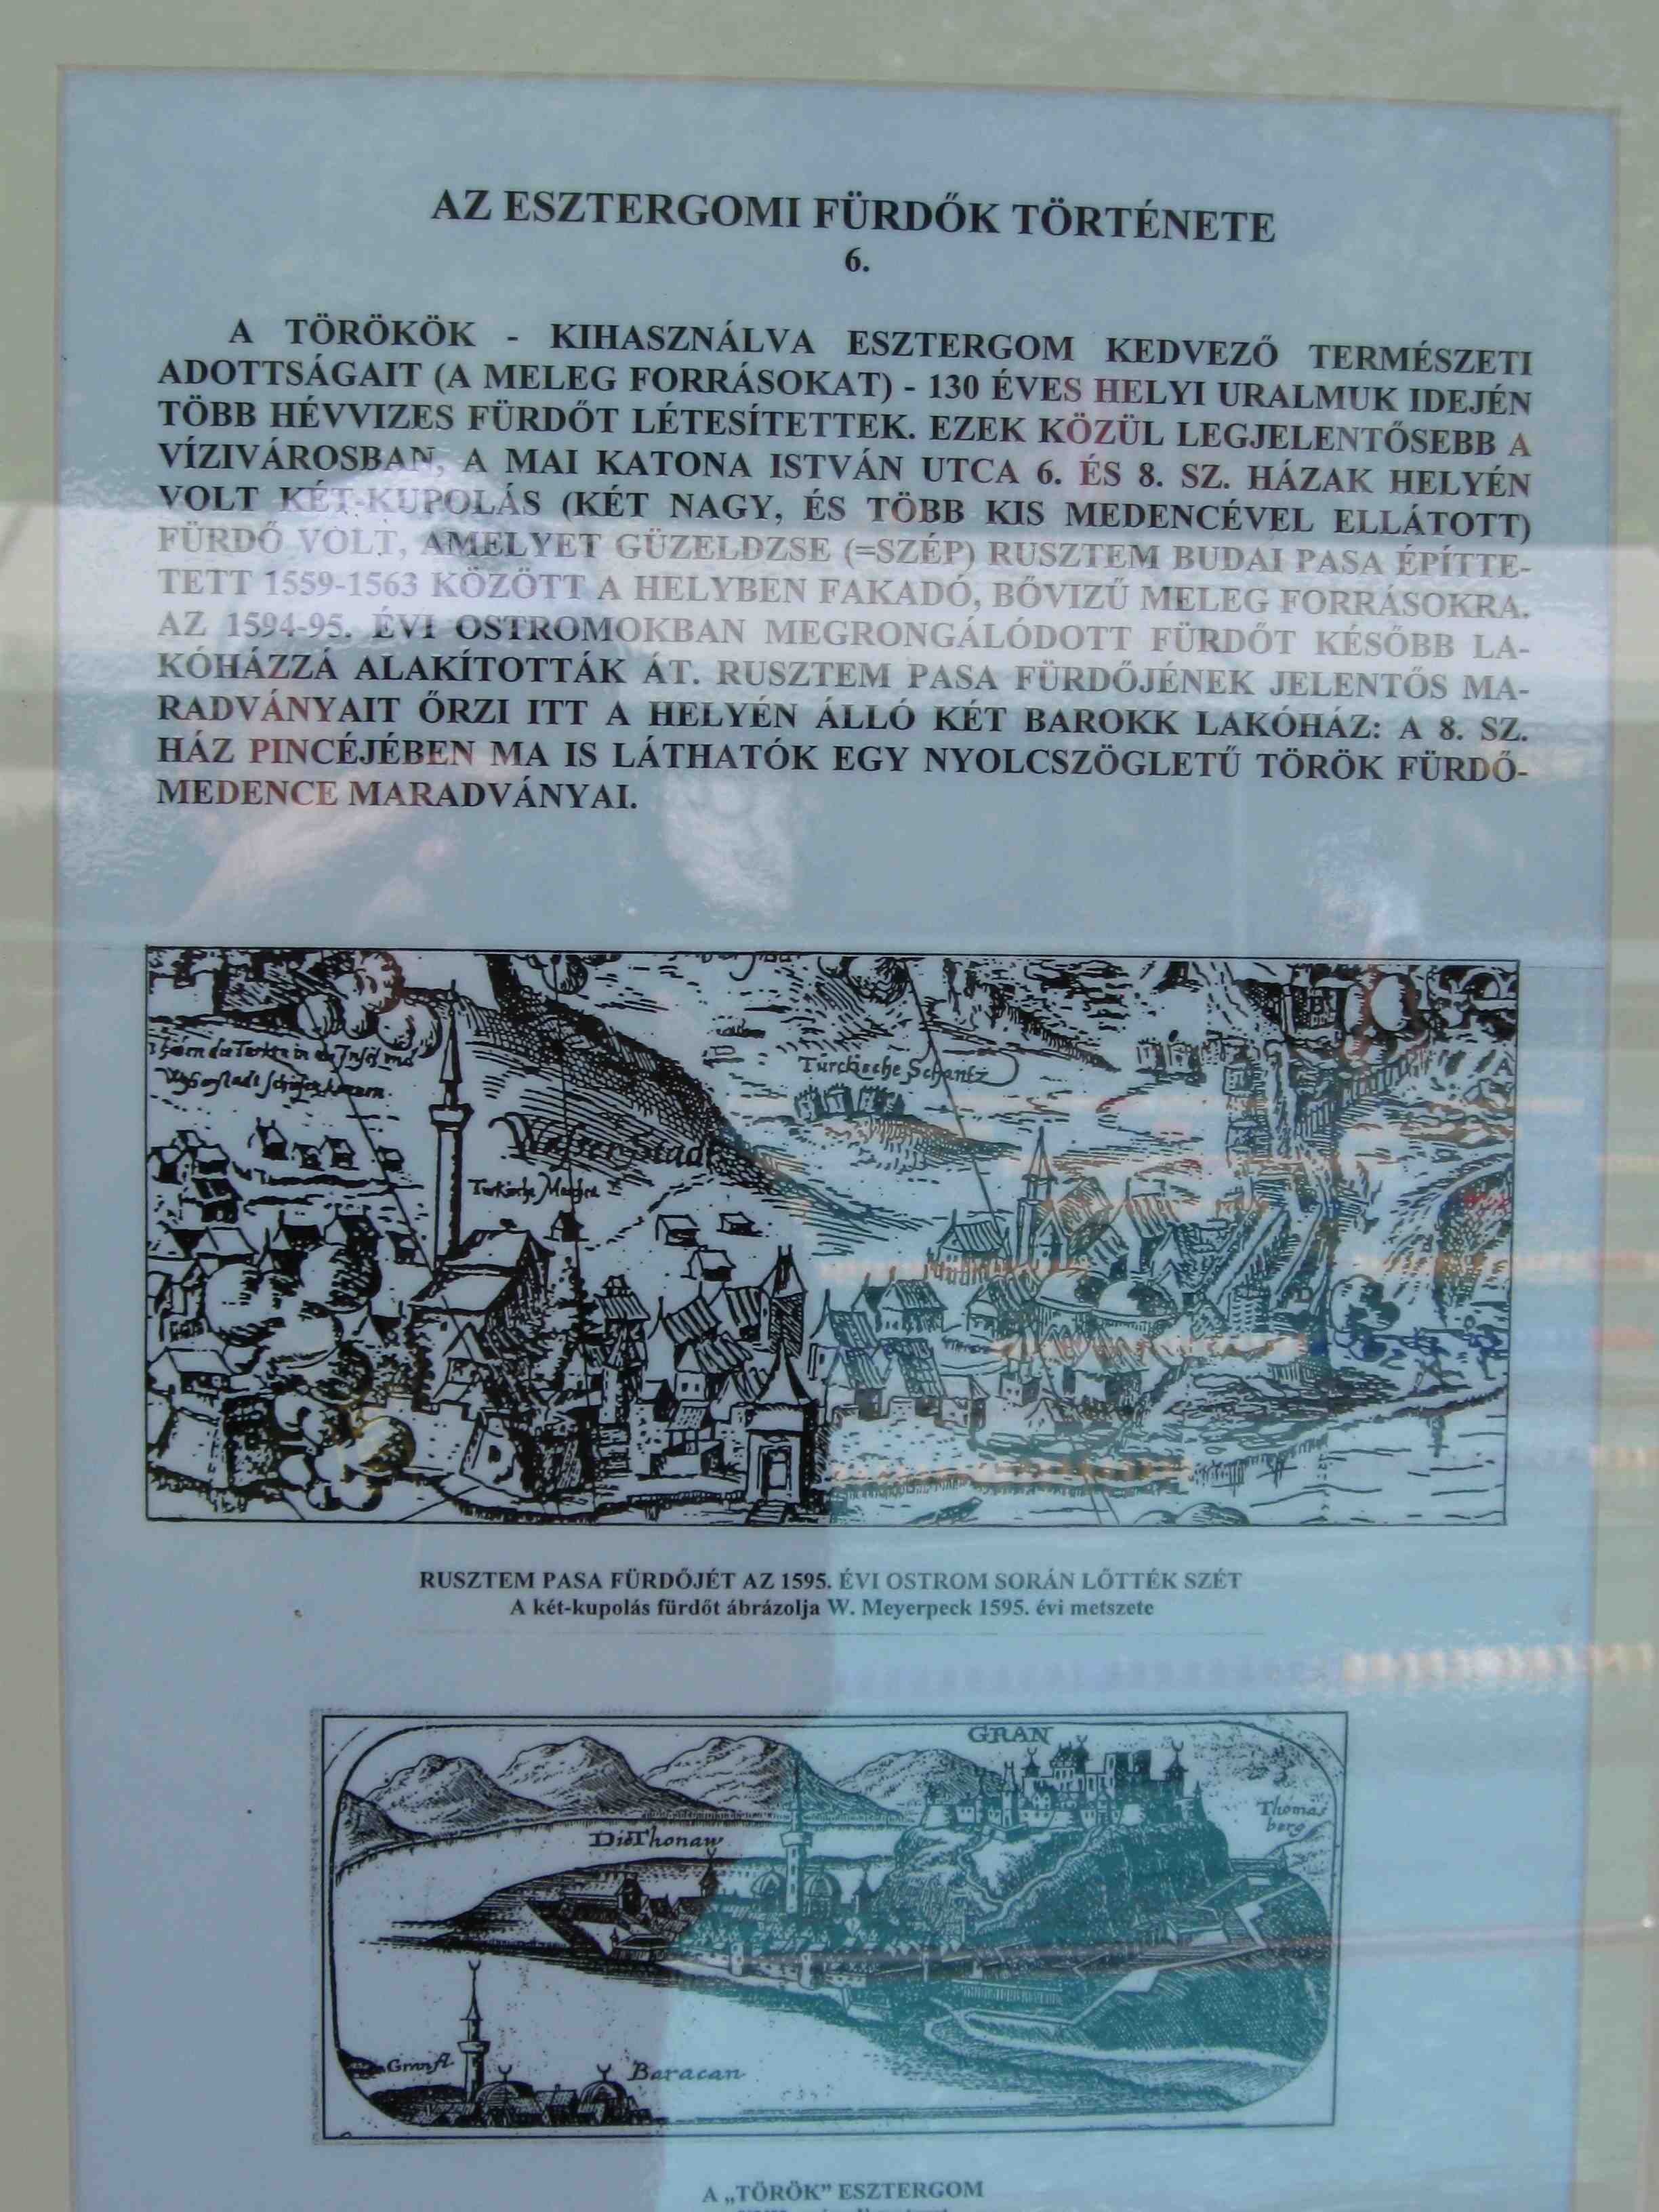 AZ ESZTERGOMI FÜRDŐK TÖRTÉNETE
6.
A TÖRÖKÖK - KIHASZNÁLVA ESZTERGOM KEDVEZŐ TERMÉSZETI
ADOTTSÁGAIT (A MELEG FORRÁSOKAT) - 130 ÉVES HELYI URALMUK IDEJÉN
TÖBB HÉVVIZES FÜRDŐT LÉTESÍTETTEK. EZEK KÖZÜL LEGJELENTŐSEBB A
VÍZIVÁROSBAN, A MAI KATONA ISTVÁN UTCA 6. ÉS 8. SZ. HÁZAK HELYÉN
VOLT KÉT-KUPOLÁS (KÉT NAGY, ÉS TÖBB KIS MEDENCÉVEL ELLÁTOTT)
FÜRDŐ VOLT, AMELYET GÜZELDZSE (=SZÉP) RUSZTEM BUDAI PASA ÉPÍTTE-
TETT 1559-1563 KÖZÖTT A HELYBEN FAKADÓ, BŐVIZŰ MELEG FORRÁSOKRA.
AZ 1594-95. ÉVI OSTROMOKBAN MEGRONGÁLÓDOTT FÜRDŐT KÉSŐBB LA-
KÓHÁZZÁ ALAKÍTOTTÁK ÁT. RUSZTEM PASA FÜRDŐJÉNEK JELENTŐS MA-
RADVÁNYAIT ŐRZI ITT A HELYÉN ÁLLÓ KÉT BAROKK LAKÓHÁZ: A 8. SZ.
HÁZ PINCÉJÉBEN MA IS LÁTHATÓK EGY NYOLCSZÖGLETŰ TÖRÖK FÜRDŐ-
MEDENCE MARADVÁNYAI.
Türckische Schantz
Wasserstadt
RUSZTEM PASA FÜRDŐJÉT AZ 1595. ÉVI OSTROM SORÁN LŐTTÉK SZÉT
A két-kupolás fürdőt ábrázolja W. Meyerpeck 1595. évi metszete
GRAN
Thomas
berg
Die Thonaw
Gran fl.
Baracan
A „TÖRÖK” ESZTERGOM